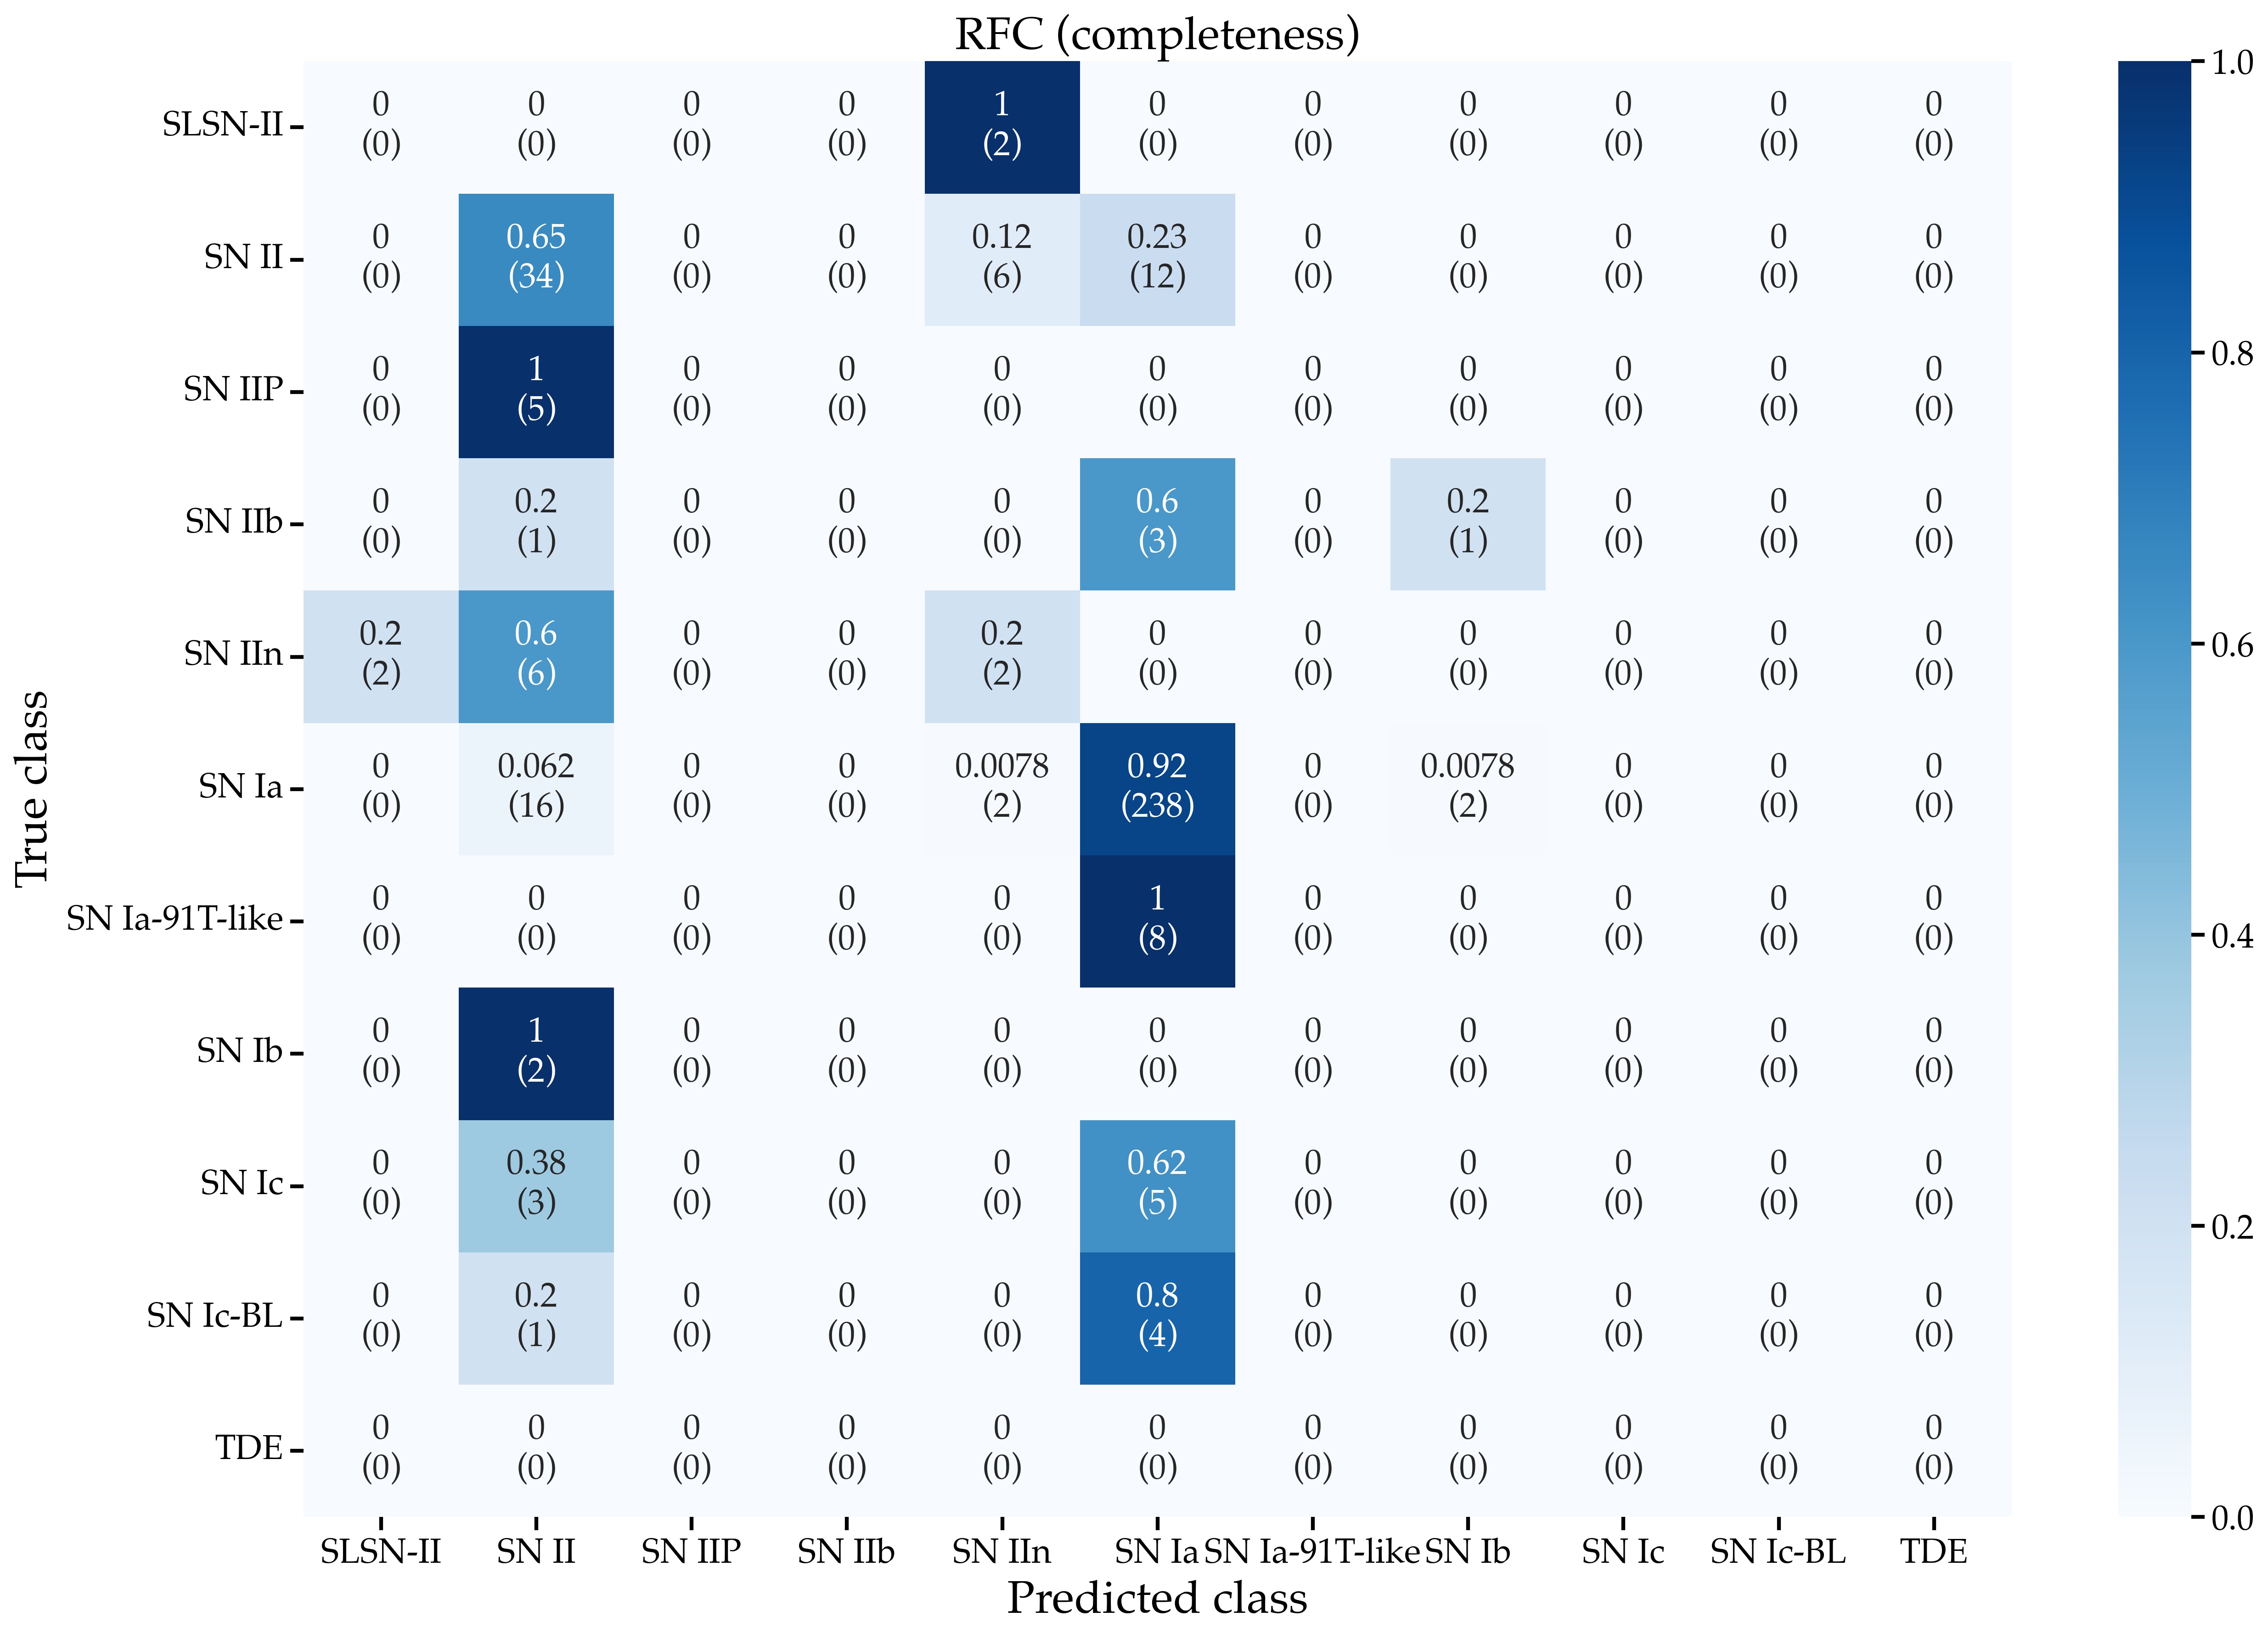 RFC (completeness)
SLSN-II
0 0 0 0 1 0 0 0 0 0 0
(0) (0) (0) (0) (2) (0) (0) (0) (0) (0) (0)
SN II
0 0.65 0 0 0.12 0.23 0 0 0 0 0
(0) (34) (0) (0) (6) (12) (0) (0) (0) (0) (0)
SN IIP
0 1 0 0 0 0 0 0 0 0 0
(0) (5) (0) (0) (0) (0) (0) (0) (0) (0) (0)
SN IIb
0 0.2 0 0 0 0.6 0 0.2 0 0 0
(0) (1) (0) (0) (0) (3) (0) (1) (0) (0) (0)
SN IIn
0.2 0.6 0 0 0.2 0 0 0 0 0 0
(2) (6) (0) (0) (2) (0) (0) (0) (0) (0) (0)
SN Ia
0 0.062 0 0 0.0078 0.92 0 0.0078 0 0 0
(0) (16) (0) (0) (2) (238) (0) (2) (0) (0) (0)
SN Ia-91T-like
0 0 0 0 0 1 0 0 0 0 0
(0) (0) (0) (0) (0) (8) (0) (0) (0) (0) (0)
SN Ib
0 1 0 0 0 0 0 0 0 0 0
(0) (2) (0) (0) (0) (0) (0) (0) (0) (0) (0)
SN Ic
0 0.38 0 0 0 0.62 0 0 0 0 0
(0) (3) (0) (0) (0) (5) (0) (0) (0) (0) (0)
SN Ic-BL
0 0.2 0 0 0 0.8 0 0 0 0 0
(0) (1) (0) (0) (0) (4) (0) (0) (0) (0) (0)
TDE
0 0 0 0 0 0 0 0 0 0 0
(0) (0) (0) (0) (0) (0) (0) (0) (0) (0) (0)
SLSN-II SN II SN IIP SN IIb SN IIn SN Ia SN Ia-91T-like SN Ib SN Ic SN Ic-BL TDE
Predicted class
True class
1.0
0.8
0.6
0.4
0.2
0.0